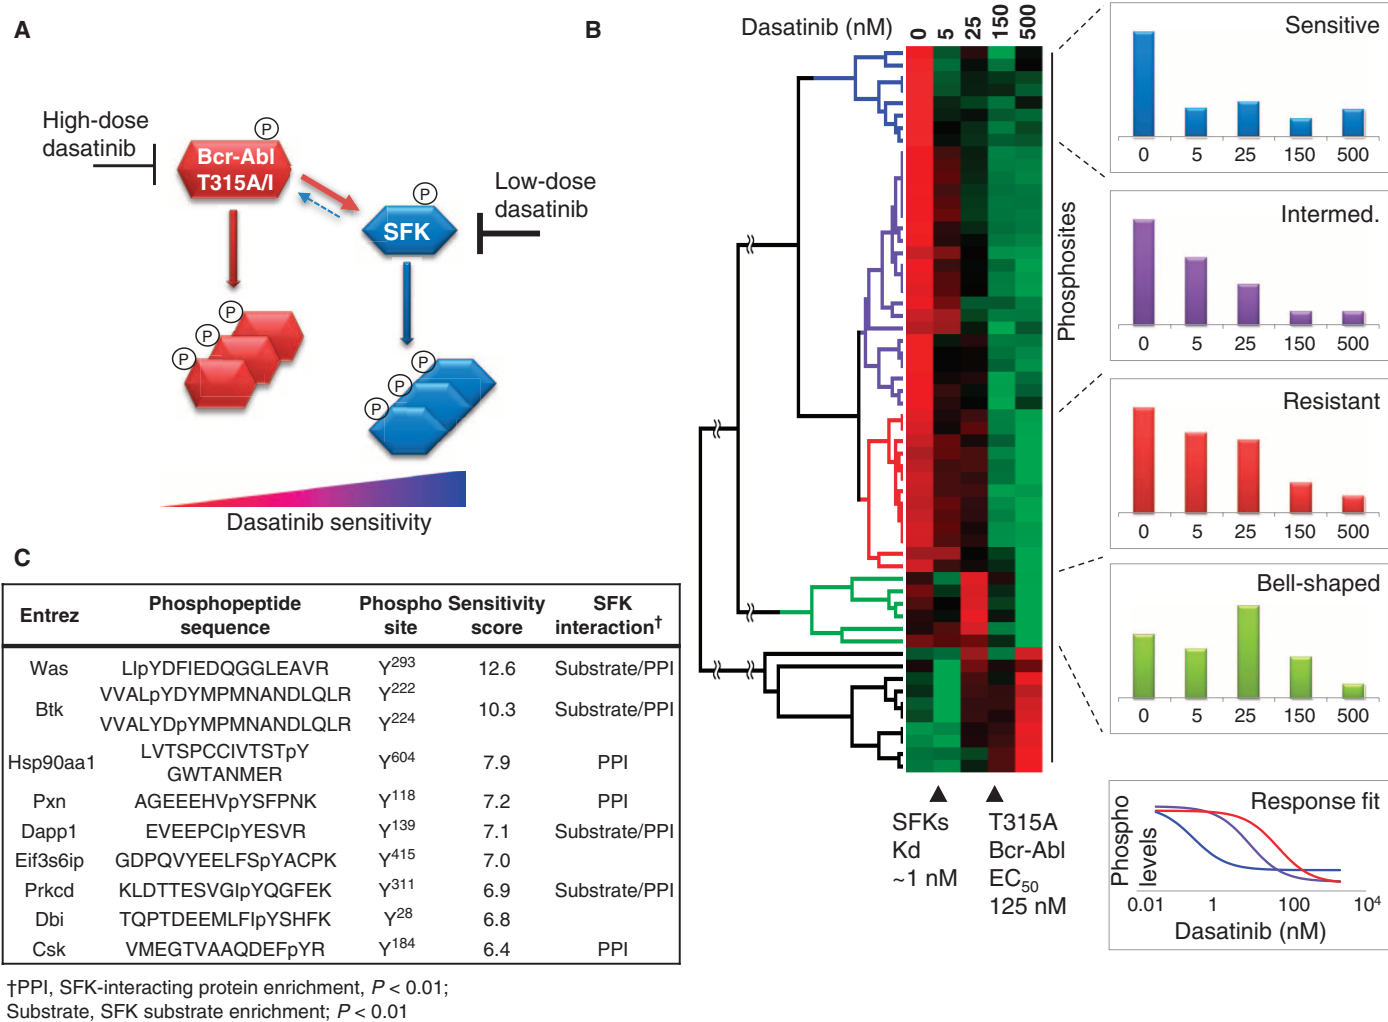 A
High-dose
dasatinib
P
Bcr-Abl
T315A/I
P
SFK
Low-dose
dasatinib
P
P
P
P
P
P
Dasatinib sensitivity
B
Dasatinib (nM)
0 5 25 150 500
Phosphosites
SFKs
Kd
~1 nM
T315A
Bcr-Abl
EC50
125 nM
Sensitive
0 5 25 150 500
Intermed.
0 5 25 150 500
Resistant
0 5 25 150 500
Bell-shaped
0 5 25 150 500
Response fit
Phospho
levels
0.01 1 100 10^4
Dasatinib (nM)
C
Entrez Phosphopeptide sequence Phospho site Sensitivity score SFK interaction†
Was LIpYDFIEDQGGLEAVR Y293 12.6 Substrate/PPI
Btk VVALpYDYMPMNANDLQLR Y222 10.3 Substrate/PPI
VVALYDpYMPMNANDLQLR Y224
Hsp90aa1 LVTSPCCIVTSTpY Y604 7.9 PPI
GWTANMER
Pxn AGEEEHVpYSFPNK Y118 7.2 PPI
Dapp1 EVEEPCIpYESVR Y139 7.1 Substrate/PPI
Eif3s6ip GDPQVYEELFSpYACPK Y415 7.0
Prkcd KLDTTESVGIpYQGFEK Y311 6.9 Substrate/PPI
Dbi TQPTDEEMLFIpYSHFK Y28 6.8
Csk VMEGTVAAQDEFpYR Y184 6.4 PPI
†PPI, SFK-interacting protein enrichment, P < 0.01;
Substrate, SFK substrate enrichment; P < 0.01